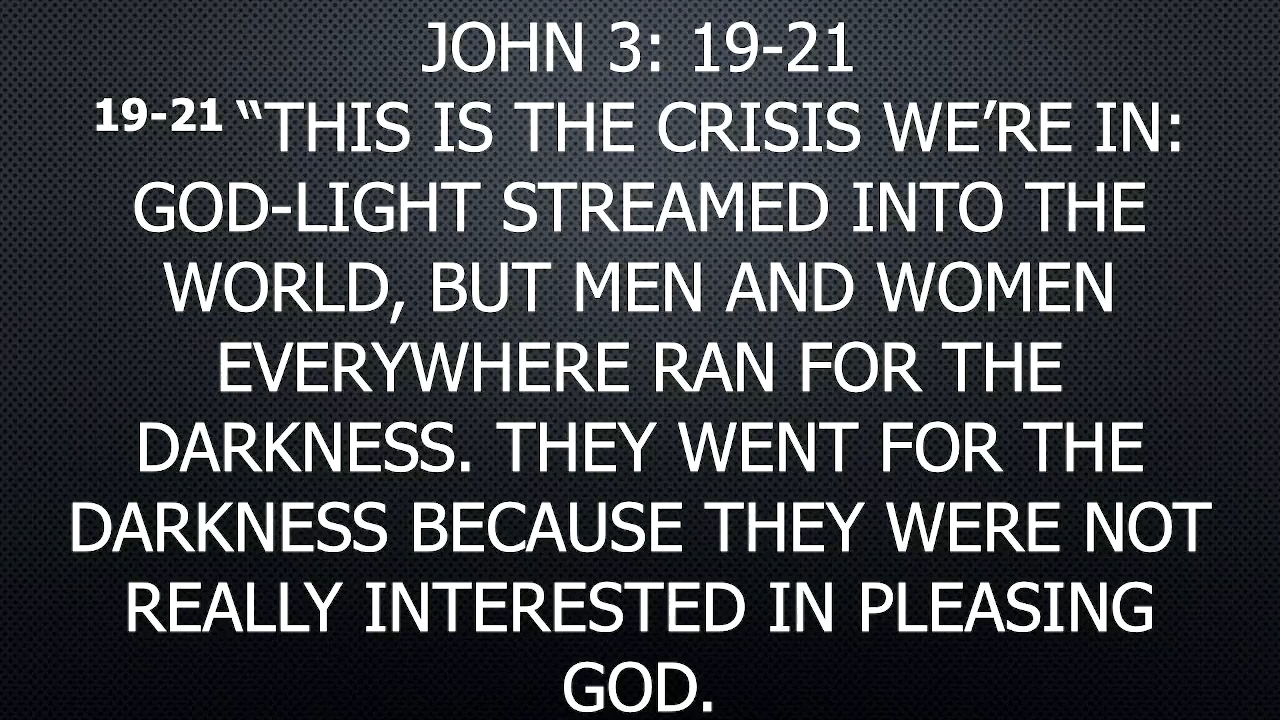 JOHN 3: 19-21
19-21 “THIS IS THE CRISIS WE’RE IN:
GOD-LIGHT STREAMED INTO THE
WORLD, BUT MEN AND WOMEN
EVERYWHERE RAN FOR THE
DARKNESS. THEY WENT FOR THE
DARKNESS BECAUSE THEY WERE NOT
REALLY INTERESTED IN PLEASING
GOD.